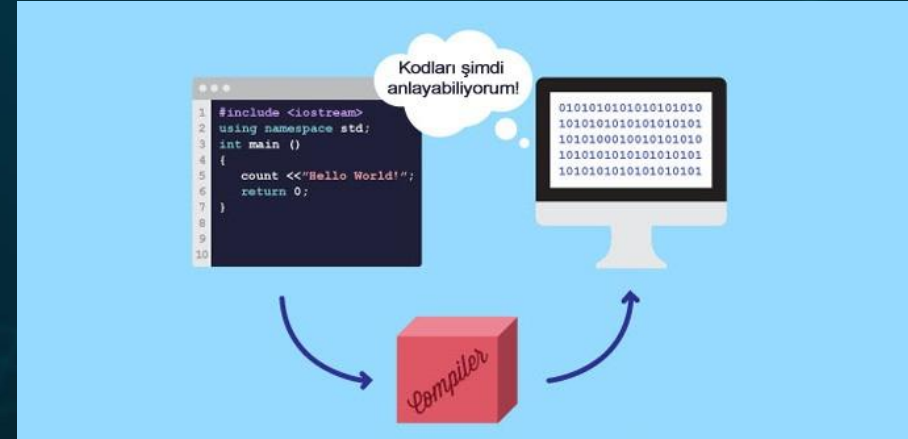 Kodları şimdi
anlayabiliyorum!
1 #include <iostream>
2 using namespace std;
3 int main ()
4 {
5 count <<"Hello World!";
6 return 0;
7 }
8
9
10
010101010101010101010
101010101010101010101
101010001001010101010
101010101010101010101
101010101010101010101
Compiler